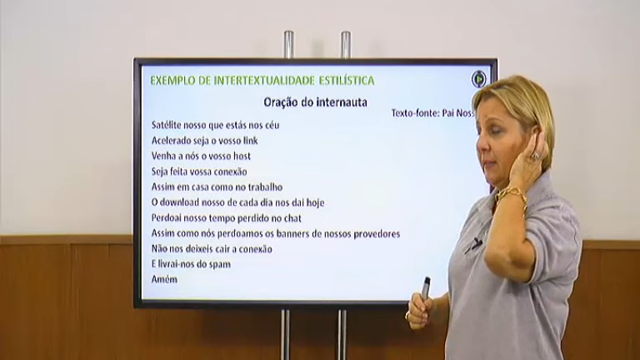 EXEMPLO DE INTERTEXTUALIDADE ESTILÍSTICA
Oração do internauta
Texto-fonte: Pai
Satélite nosso que estás nos céu
Acelerado seja o vosso link
Venha a nós o vosso host
Seja feita vossa conexão
Assim em casa como no trabalho
O download nosso de cada dia nos dai hoje
Perdoai nosso tempo perdido no chat
Assim como nós perdoamos os banners de nossos provedores
Não nos deixeis cair a conexão
E livrai-nos do spam
Amém